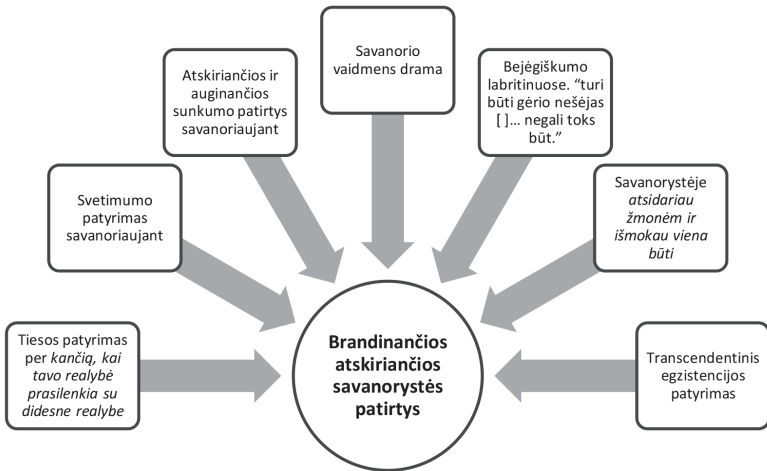 Savanorio
vaidmens drama
Atskiriančios ir
auginančios
sunkumo patirtys
savanoriaujant
Bejėgiškumo
labritinuose. “turi
būti gėrio nešėjas
[ ]... negali toks
būt.”
Svetimumo
patyrimas
savanoriaujant
Savanorystėje
atsidariau
žmonėm ir
išmokau viena
būti
Tiesos patyrimas
per kančią, kai
tavo realybė
prasilenkia su
didesne realybe
Brandinančios
atskiriančios
savanorystės
patirtys
Transcendentinis
egzistencijos
patyrimas